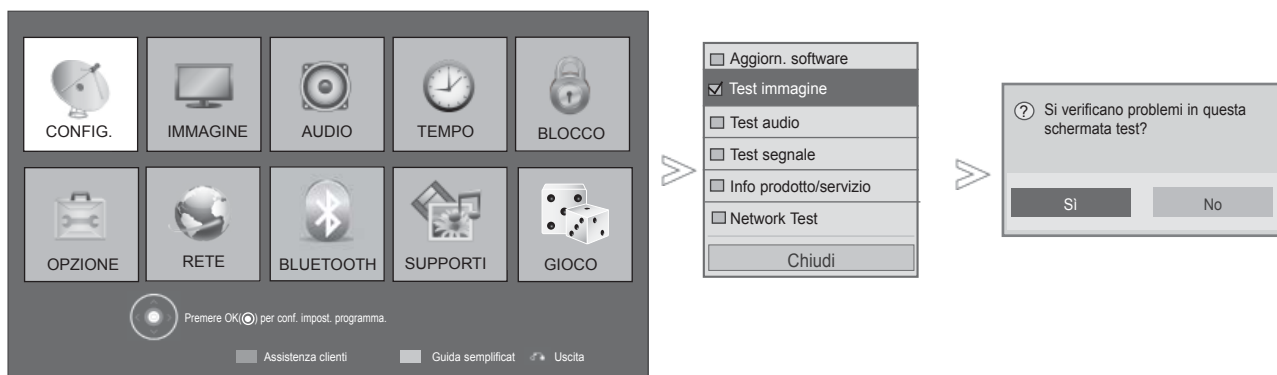 CONFIG.
IMMAGINE
AUDIO
TEMPO
BLOCCO
OPZIONE
RETE
BLUETOOTH
SUPPORTI
GIOCO
Premere OK(◉) per conf. impost. programma.
Assistenza clienti
Guida semplificat
Uscita
Aggiorn. software
Test immagine
Test audio
Test segnale
Info prodotto/servizio
Network Test
Chiudi
? Si verificano problemi in questa
schermata test?
Sì
No